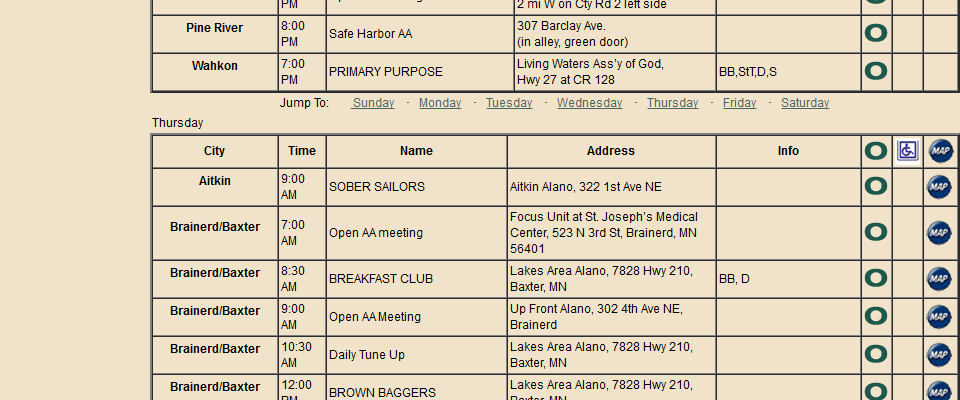 PM
2 mi W on Cty Rd 2 left side
Pine River 8:00 PM Safe Harbor AA 307 Barclay Ave. (in alley, green door) O
Wahkon 7:00 PM PRIMARY PURPOSE Living Waters Ass'y of God, Hwy 27 at CR 128 BB,StT,D,S O
Jump To: Sunday · Monday · Tuesday · Wednesday · Thursday · Friday · Saturday
Thursday
City Time Name Address Info O MAP
Aitkin 9:00 AM SOBER SAILORS Aitkin Alano, 322 1st Ave NE O MAP
Brainerd/Baxter 7:00 AM Open AA meeting Focus Unit at St. Joseph's Medical Center, 523 N 3rd St, Brainerd, MN 56401 O MAP
Brainerd/Baxter 8:30 AM BREAKFAST CLUB Lakes Area Alano, 7828 Hwy 210, Baxter, MN BB, D O MAP
Brainerd/Baxter 9:00 AM Open AA Meeting Up Front Alano, 302 4th Ave NE, Brainerd O MAP
Brainerd/Baxter 10:30 AM Daily Tune Up Lakes Area Alano, 7828 Hwy 210, Baxter, MN O MAP
Brainerd/Baxter 12:00 PM BROWN BAGGERS Lakes Area Alano, 7828 Hwy 210, O MAP